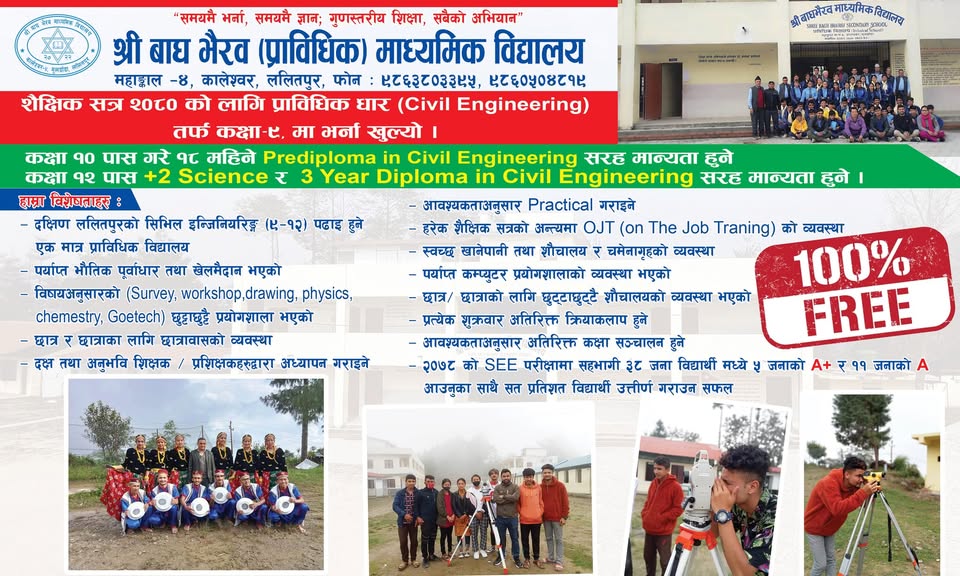 “समयमै भर्ना, समयमै ज्ञान; गुणस्तरीय शिक्षा, सबैको अभियान”
श्री बाघ भैरव (प्राविधिक) माध्यमिक विद्यालय
महाङ्काल -४, कालेश्वर, ललितपुर, फोन : ९८६३८०३३९५, ९८६०५०४८१९
शैक्षिक सत्र २०८० को लागि प्राविधिक धार (Civil Engineering)
तर्फ कक्षा-९, मा भर्ना खुल्यो ।
श्री बाघभैरव माध्यमिक विद्यालय
SHREE BAGH BHAIRAV SECONDARY SCHOOL
कक्षा १० पास गरे १८ महिने Prediploma in Civil Engineering सरह मान्यता हुने
कक्षा १२ पास +2 Science र 3 Year Diploma in Civil Engineering सरह मान्यता हुने ।
हाम्रा विशेषताहरु :
– दक्षिण ललितपुरको सिभिल इन्जिनियरिङ्ग (९-१२) पढाइ हुने
एक मात्र प्राविधिक विद्यालय
– पर्याप्त भौतिक पूर्वाधार तथा खेलमैदान भएको
– विषयअनुसारको (Survey, workshop,drawing, physics,
chemestry, Goetech) छुट्टाछुट्टै प्रयोगशाला भएको
– छात्र र छात्राका लागि छात्रावासको व्यवस्था
– दक्ष तथा अनुभवि शिक्षक / प्रशिक्षकहरुद्वारा अध्यापन गराइने
– आवश्यकताअनुसार Practical गराइने
– हरेक शैक्षिक सत्रको अन्त्यमा OJT (on The Job Traning) को व्यवस्था
– स्वच्छ खानेपानी तथा शौचालय र चमेनागृहको व्यवस्था
– पर्याप्त कम्प्युटर प्रयोगशालाको व्यवस्था भएको
– छात्र/ छात्राको लागि छुट्टाछुट्टै शौचालयको व्यवस्था भएको
– प्रत्येक शुक्रवार अतिरिक्त क्रियाकलाप हुने
– आवश्यकताअनुसार अतिरिक्त कक्षा सञ्चालन हुने
– २०७८ को SEE परीक्षामा सहभागी ३८ जना विद्यार्थी मध्ये ५ जनाको A+ र ११ जनाको A
आउनुका साथै सत प्रतिशत विद्यार्थी उत्तीर्ण गराउन सफल
100%
FREE